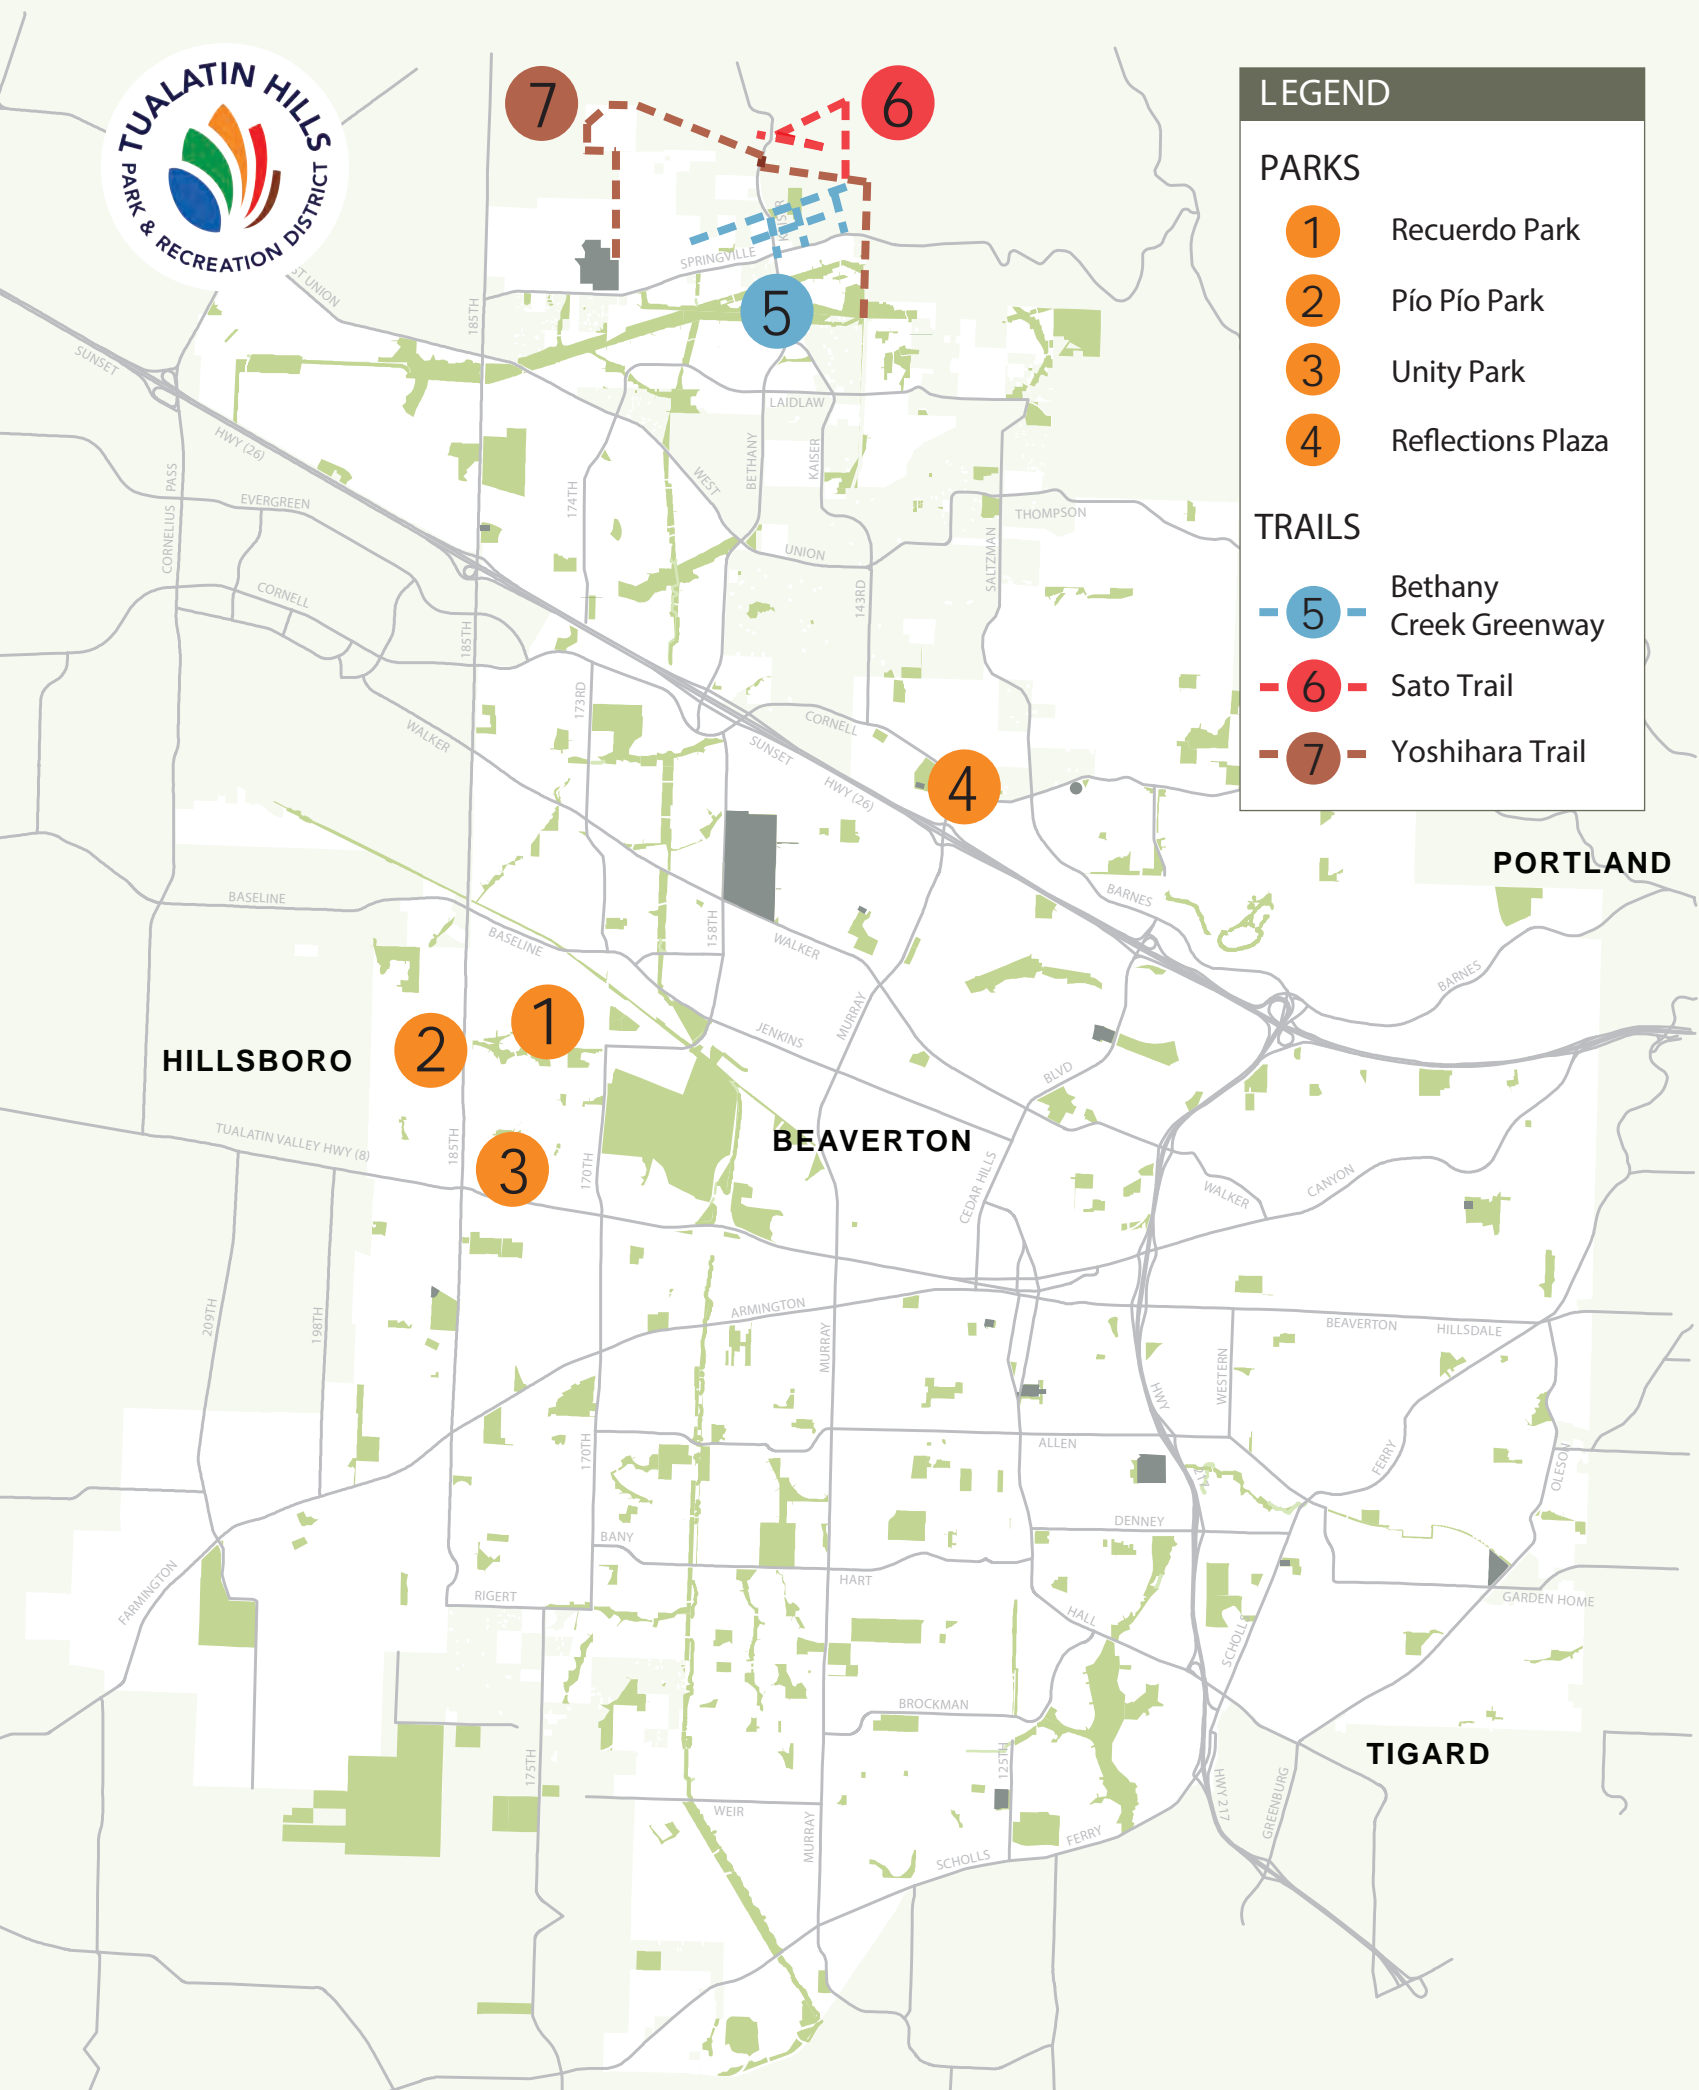 TUALATIN HILLS
PARK & RECREATION DISTRICT
7
6
5
4
1
2
3
LEGEND
PARKS
1 Recuerdo Park
2 Pío Pío Park
3 Unity Park
4 Reflections Plaza
TRAILS
5 Bethany
Creek Greenway
6 Sato Trail
7 Yoshihara Trail
KAISER
SPRINGVILLE
ST UNION
185TH
SUNSET
HWY (26)
LAIDLAW
BETHANY
KAISER
WEST
UNION
174TH
CORNELIUS PASS
EVERGREEN
THOMPSON
SALTZMAN
143RD
CORNELL
185TH
173RD
WALKER
CORNELL
SUNSET
HWY (26)
PORTLAND
BARNES
BASELINE
BASELINE
158TH
WALKER
BARNES
MURRAY
JENKINS
HILLSBORO
BLVD
BEAVERTON
TUALATIN VALLEY HWY (8)
185TH
170TH
CEDAR HILLS
WALKER
CANYON
209TH
198TH
ARMINGTON
MURRAY
BEAVERTON
HILLSDALE
WESTERN
HWY
217
170TH
ALLEN
FERRY
OLESON
BANY
DENNEY
HART
FARMINGTON
RIGERT
HALL
SCHOLLS
GARDEN HOME
BROCKMAN
TIGARD
175TH
125TH
WEIR
MURRAY
HWY 217
GREENBURG
SCHOLLS
FERRY